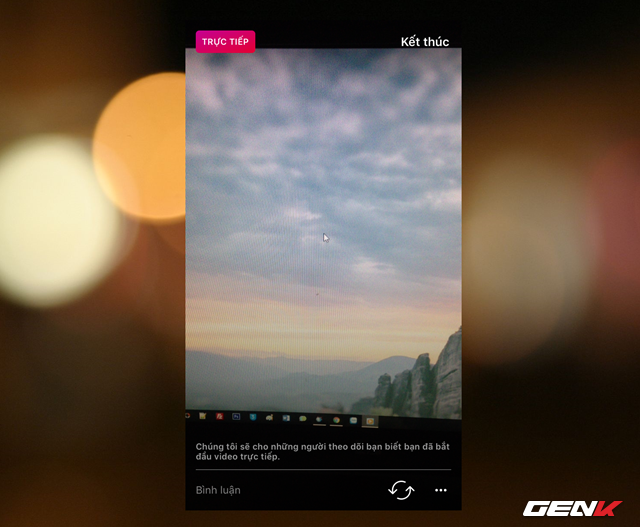 TRỰC TIẾP
Kết thúc
Chúng tôi sẽ cho những người theo dõi bạn biết bạn đã bắt
đầu video trực tiếp.
Bình luận
GENK